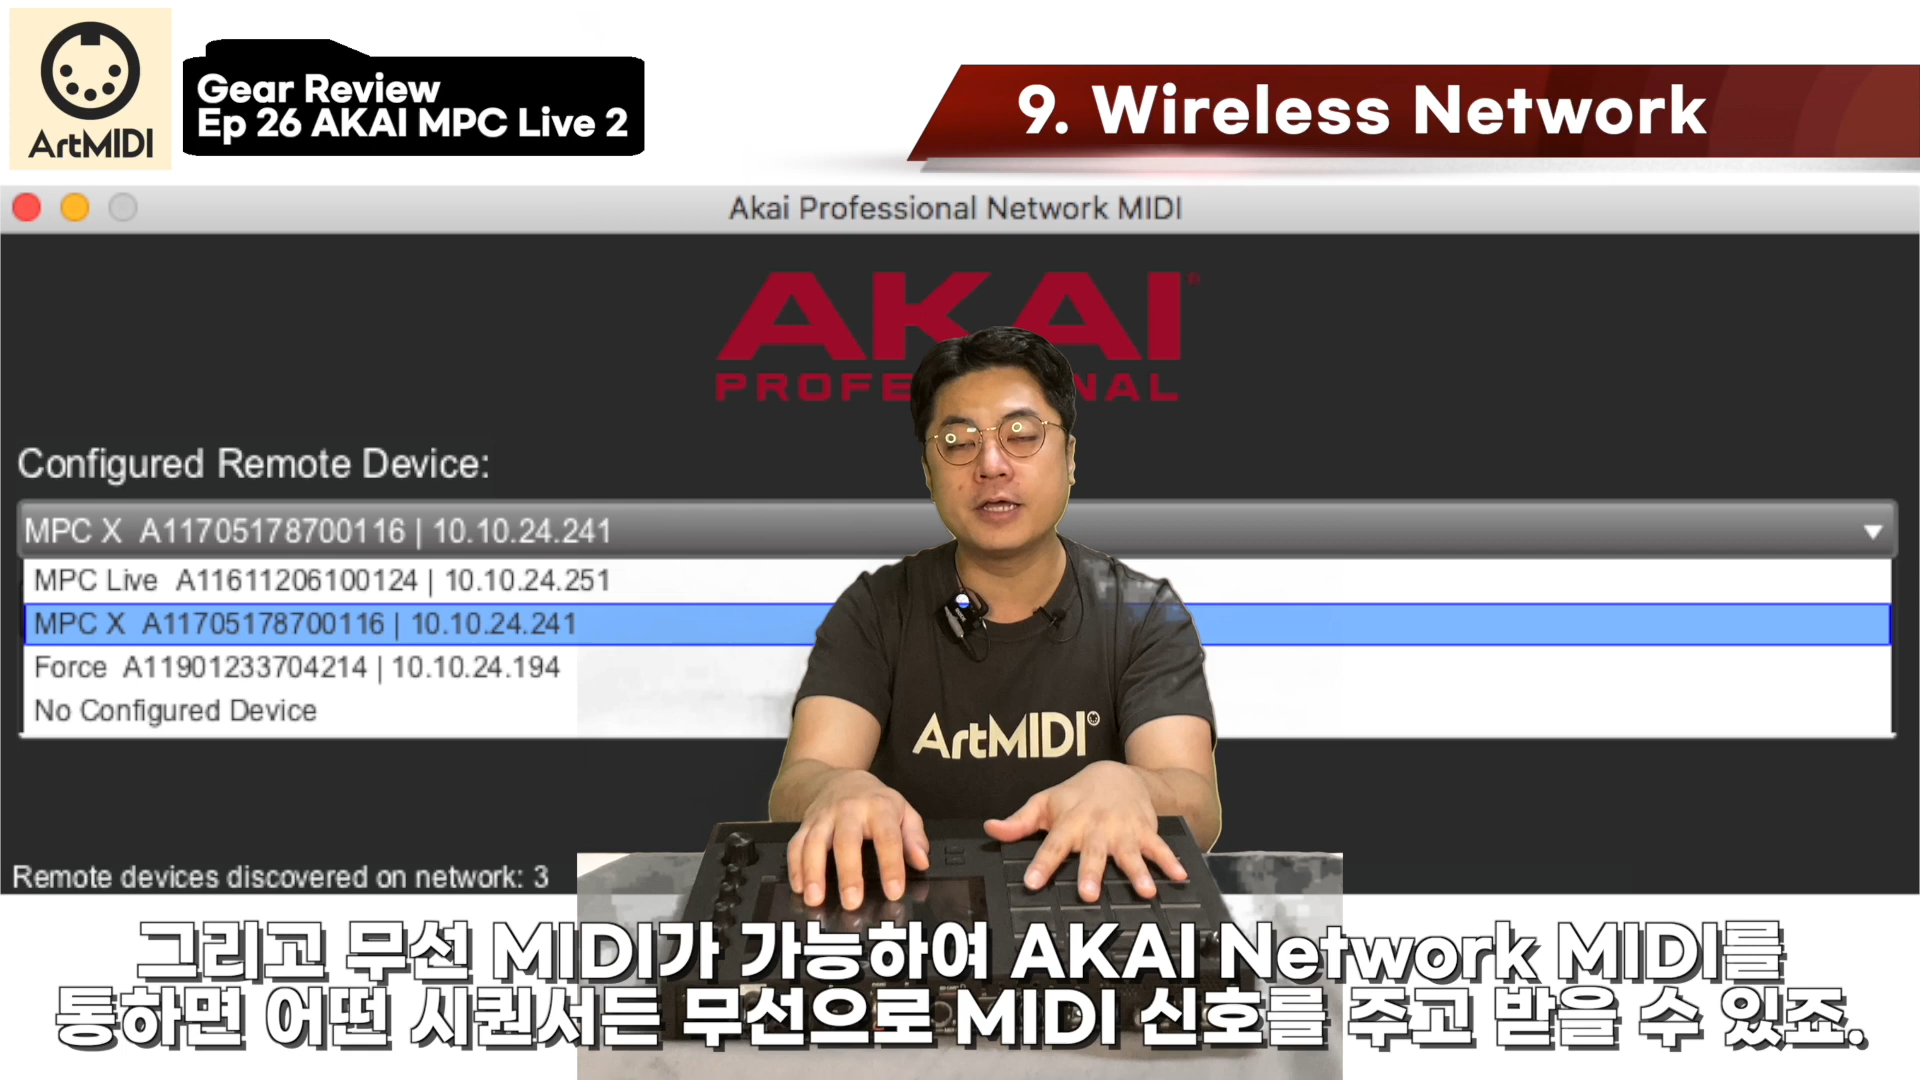 ArtMIDI
Gear Review
Ep 26 AKAI MPC Live 2
9. Wireless Network
Akai Professional Network MIDI
AKAI
PROFE NAL
Configured Remote Device:
MPC X A11705178700116 | 10.10.24.241
MPC Live A11611206100124 | 10.10.24.251
MPC X A11705178700116 | 10.10.24.241
Force A11901233704214 | 10.10.24.194
No Configured Device
ArtMIDI
Remote devices discovered on network: 3
그리고 무선 MIDI가 가능하여 AKAI Network MIDI를
통하면 어떤 시퀀서든 무선으로 MIDI 신호를 주고 받을 수 있죠.